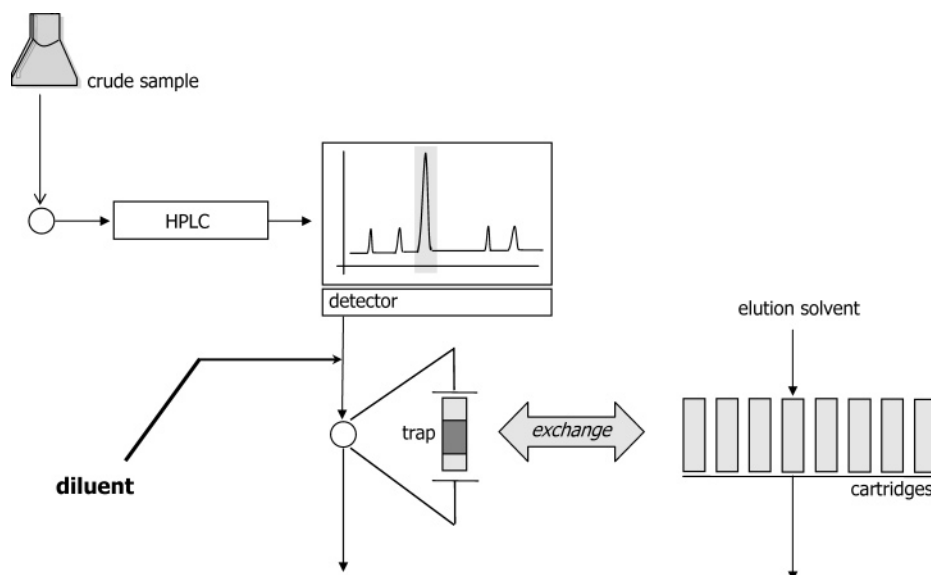 crude sample
HPLC
detector
elution solvent
trap
exchange
diluent
cartridges